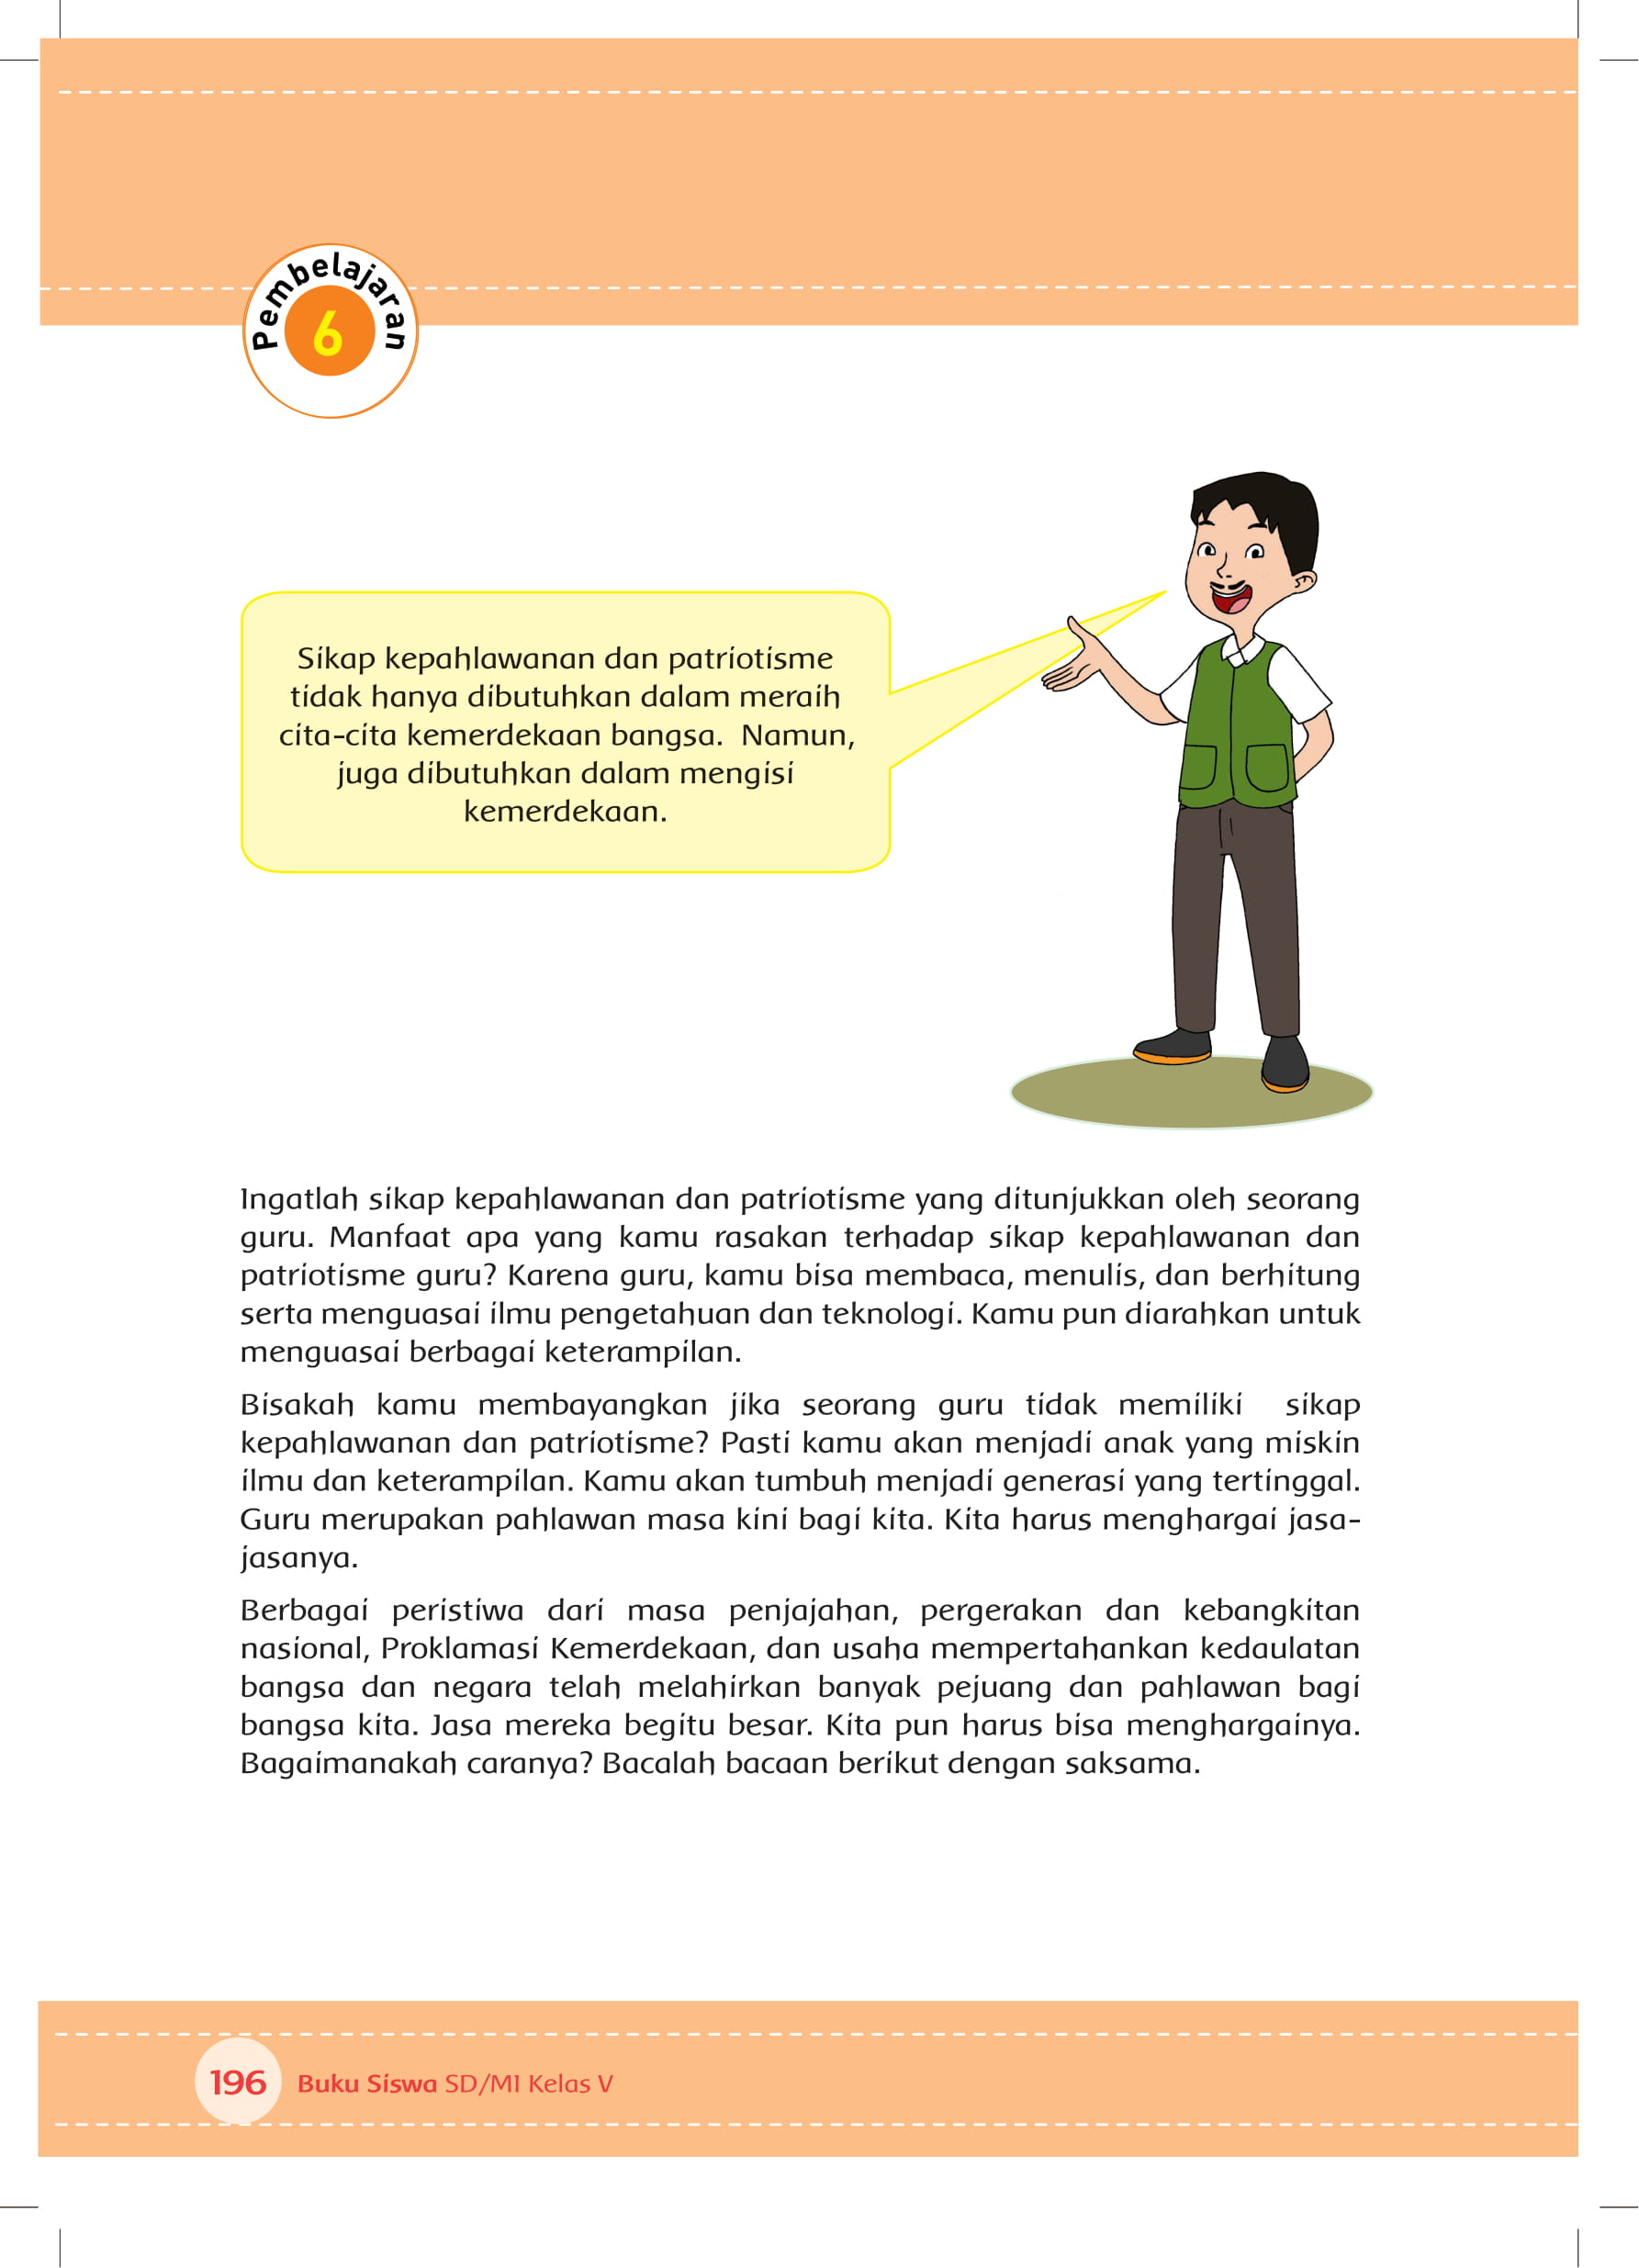 Pembelajaran
6
Sikap kepahlawanan dan patriotisme
tidak hanya dibutuhkan dalam meraih
cita-cita kemerdekaan bangsa.  Namun,
juga dibutuhkan dalam mengisi
kemerdekaan.
Ingatlah sikap kepahlawanan dan patriotisme yang ditunjukkan oleh seorang
guru. Manfaat apa yang kamu rasakan terhadap sikap kepahlawanan dan
patriotisme guru? Karena guru, kamu bisa membaca, menulis, dan berhitung
serta menguasai ilmu pengetahuan dan teknologi. Kamu pun diarahkan untuk
menguasai berbagai keterampilan.
Bisakah kamu membayangkan jika seorang guru tidak memiliki  sikap
kepahlawanan dan patriotisme? Pasti kamu akan menjadi anak yang miskin
ilmu dan keterampilan. Kamu akan tumbuh menjadi generasi yang tertinggal.
Guru merupakan pahlawan masa kini bagi kita. Kita harus menghargai jasa-
jasanya.
Berbagai peristiwa dari masa penjajahan, pergerakan dan kebangkitan
nasional, Proklamasi Kemerdekaan, dan usaha mempertahankan kedaulatan
bangsa dan negara telah melahirkan banyak pejuang dan pahlawan bagi
bangsa kita. Jasa mereka begitu besar. Kita pun harus bisa menghargainya.
Bagaimanakah caranya? Bacalah bacaan berikut dengan saksama.
196 Buku Siswa SD/MI Kelas V